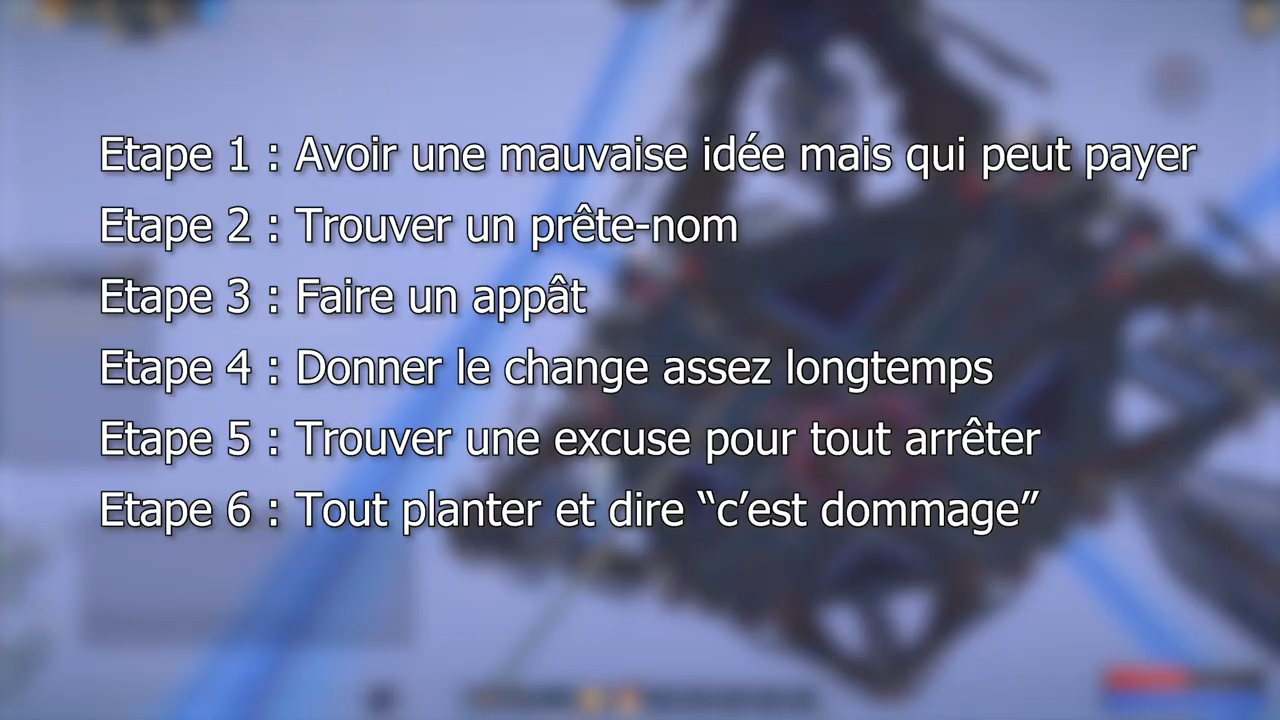 Etape 1 : Avoir une mauvaise idée mais qui peut payer
Etape 2 : Trouver un prête-nom
Etape 3 : Faire un appât
Etape 4 : Donner le change assez longtemps
Etape 5 : Trouver une excuse pour tout arrêter
Etape 6 : Tout planter et dire “c’est dommage”